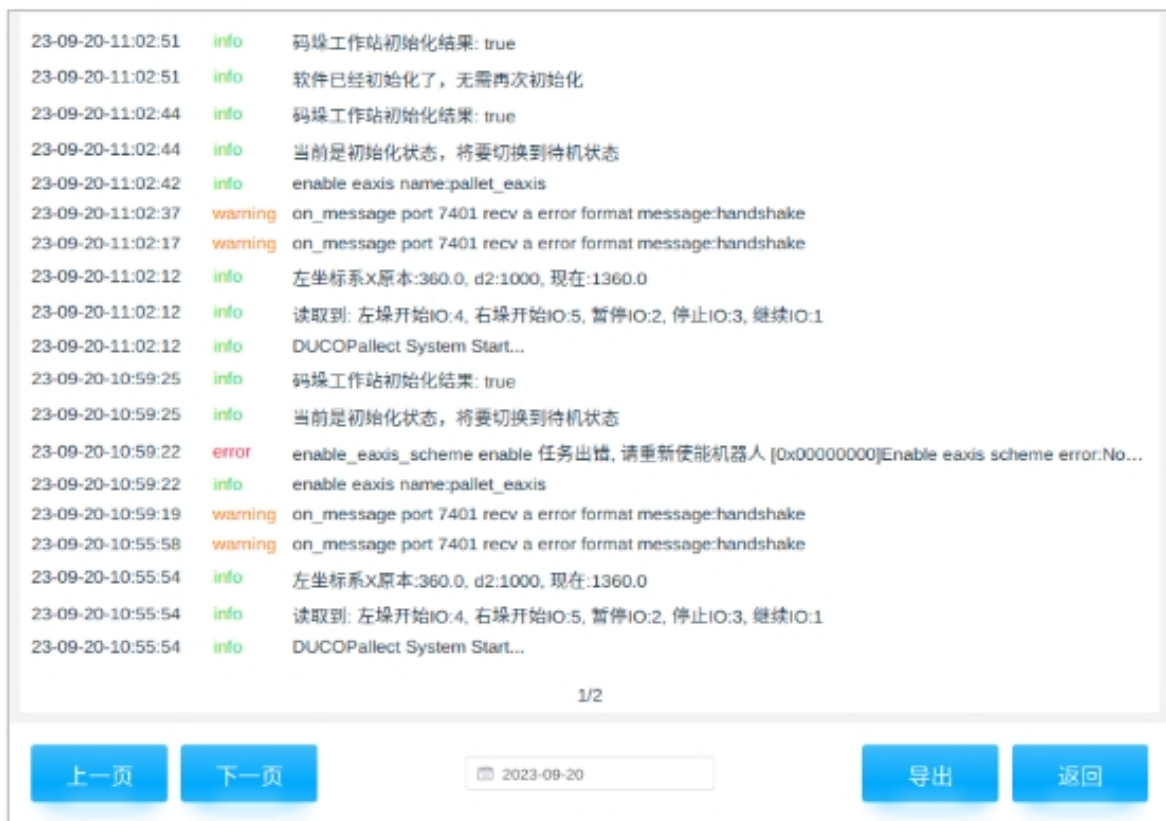 23-09-20-11:02:51 info 码垛工作站初始化结果: true
23-09-20-11:02:51 info 软件已经初始化了，无需再次初始化
23-09-20-11:02:44 info 码垛工作站初始化结果: true
23-09-20-11:02:44 info 当前是初始化状态，将要切换到待机状态
23-09-20-11:02:42 info enable eaxis name:pallet_eaxis
23-09-20-11:02:37 warning on_message port 7401 recv a error format message:handshake
23-09-20-11:02:17 warning on_message port 7401 recv a error format message:handshake
23-09-20-11:02:12 info 左坐标系X原本:360.0, d2:1000, 现在:1360.0
23-09-20-11:02:12 info 读取到: 左垛开始IO:4, 右垛开始IO:5, 暂停IO:2, 停止IO:3, 继续IO:1
23-09-20-11:02:12 info DUCOPallect System Start...
23-09-20-10:59:25 info 码垛工作站初始化结果: true
23-09-20-10:59:25 info 当前是初始化状态，将要切换到待机状态
23-09-20-10:59:22 error enable_eaxis_scheme enable 任务出错, 请重新使能机器人 [0x00000000]Enable eaxis scheme error:No...
23-09-20-10:59:22 info enable eaxis name:pallet_eaxis
23-09-20-10:59:19 warning on_message port 7401 recv a error format message:handshake
23-09-20-10:55:58 warning on_message port 7401 recv a error format message:handshake
23-09-20-10:55:54 info 左坐标系X原本:360.0, d2:1000, 现在:1360.0
23-09-20-10:55:54 info 读取到: 左垛开始IO:4, 右垛开始IO:5, 暂停IO:2, 停止IO:3, 继续IO:1
23-09-20-10:55:54 info DUCOPallect System Start...
1/2
上一页 下一页 2023-09-20 导出 返回